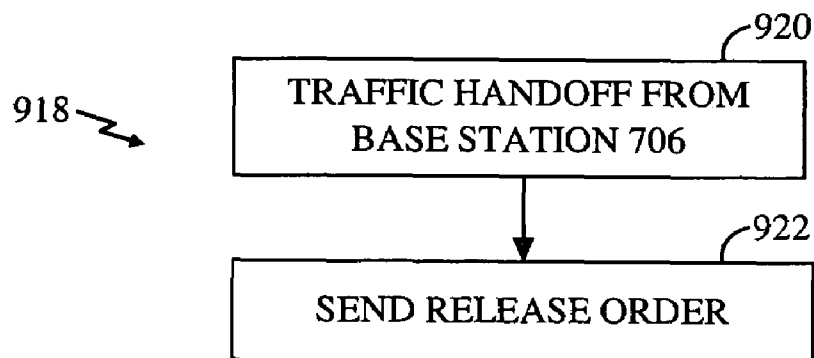 920
TRAFFIC HANDOFF FROM
BASE STATION 706
918
922
SEND RELEASE ORDER